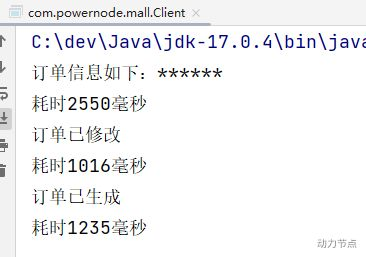 com.powernode.mall.Client
C:\dev\Java\jdk-17.0.4\bin\java
订单信息如下：******
耗时2550毫秒
订单已修改
耗时1016毫秒
订单已生成
耗时1235毫秒
动力节点